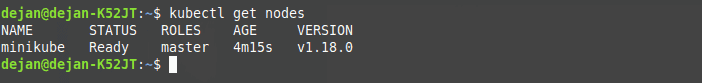 dejan@dejan-K52JT:~$ kubectl get nodes
NAME       STATUS   ROLES    AGE     VERSION
minikube   Ready    master   4m15s   v1.18.0
dejan@dejan-K52JT:~$